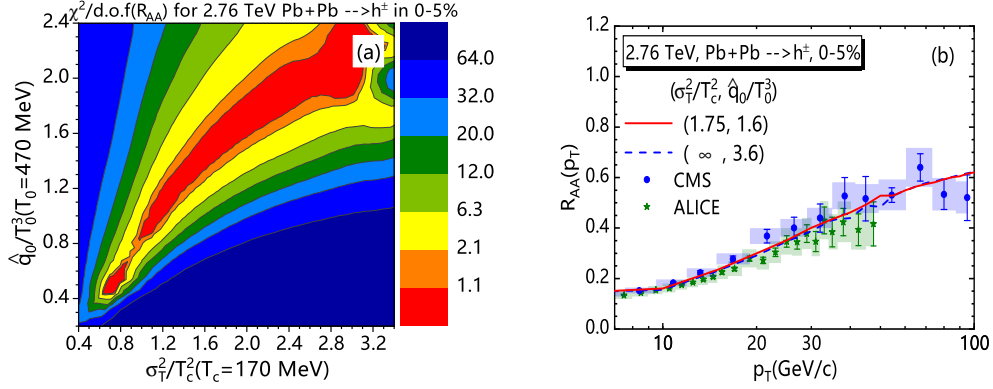 χ²/d.o.f(R_AA) for 2.76 TeV Pb+Pb -->h± in 0-5%
(a)
q̂₀/T₀³(T₀=470 MeV)
2.4
2.0
1.6
1.2
0.8
0.4
0.4 0.8 1.2 1.6 2.0 2.4 2.8 3.2
σ_T²/T_c²(T_c=170 MeV)
64.0
32.0
20.0
12.0
6.3
2.1
1.1
2.76 TeV, Pb+Pb -->h±, 0-5%
(b)
(σ_T²/T_c², q̂₀/T₀³)
(1.75, 1.6)
( ∞ , 3.6)
CMS
ALICE
R_AA(p_T)
1.2
1.0
0.8
0.6
0.4
0.2
0.0
10 20 40 60 80 100
p_T(GeV/c)